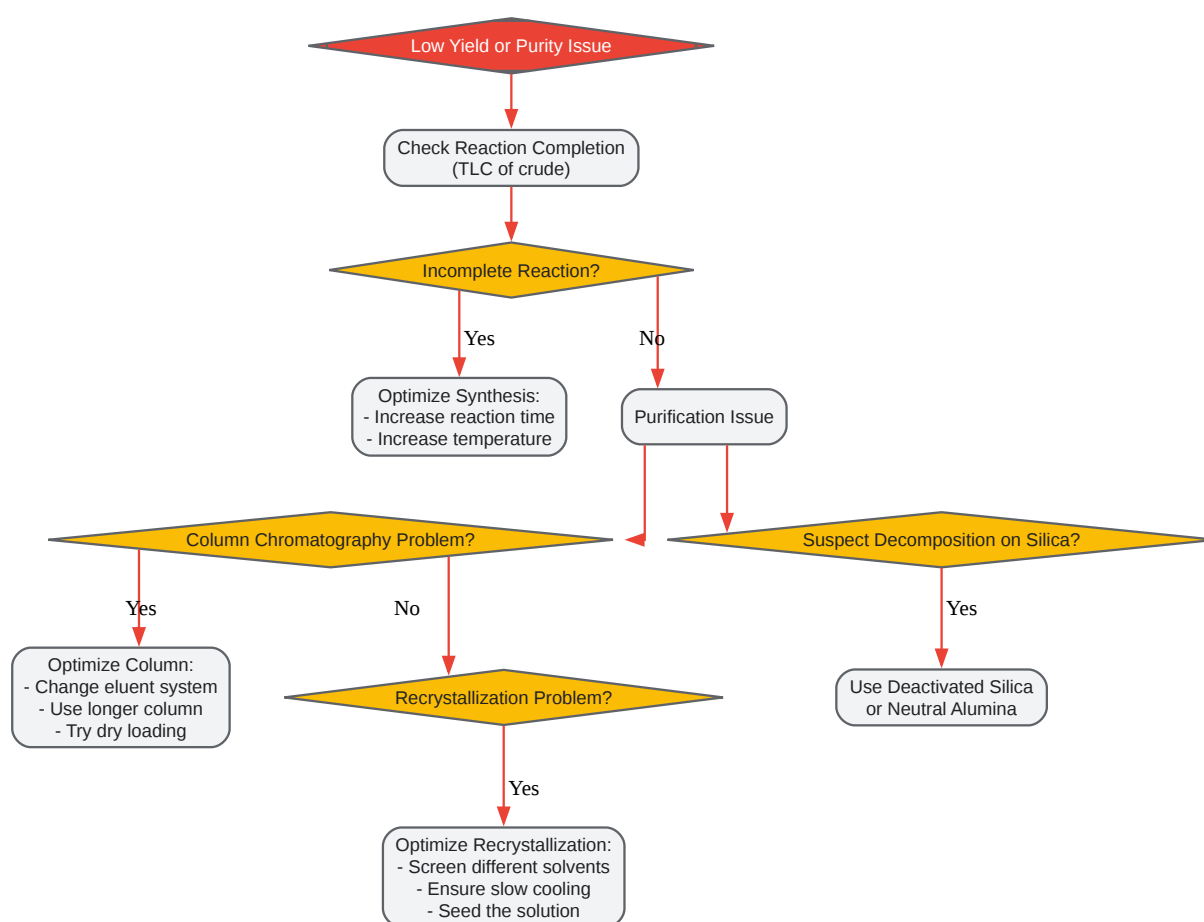 Low Yield or Purity Issue
Check Reaction Completion
(TLC of crude)
Incomplete Reaction?
Yes
No
Optimize Synthesis:
- Increase reaction time
- Increase temperature
Purification Issue
Column Chromatography Problem?
Suspect Decomposition on Silica?
Yes
No
Yes
Optimize Column:
- Change eluent system
- Use longer column
- Try dry loading
Recrystallization Problem?
Use Deactivated Silica
or Neutral Alumina
Yes
Optimize Recrystallization:
- Screen different solvents
- Ensure slow cooling
- Seed the solution